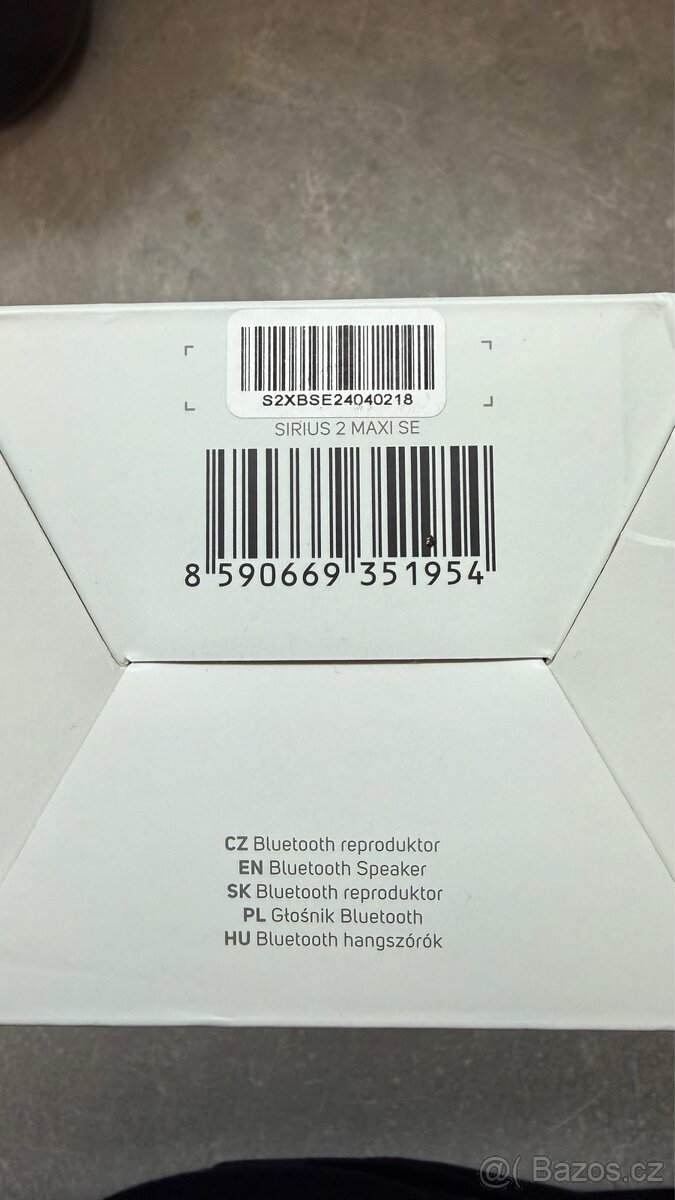 S2XBSE24040218
SIRIUS 2 MAXI SE
8 590669 351954
CZ Bluetooth reproduktor
EN Bluetooth Speaker
SK Bluetooth reproduktor
PL Głośnik Bluetooth
HU Bluetooth hangszórók
@( Bazos.cz